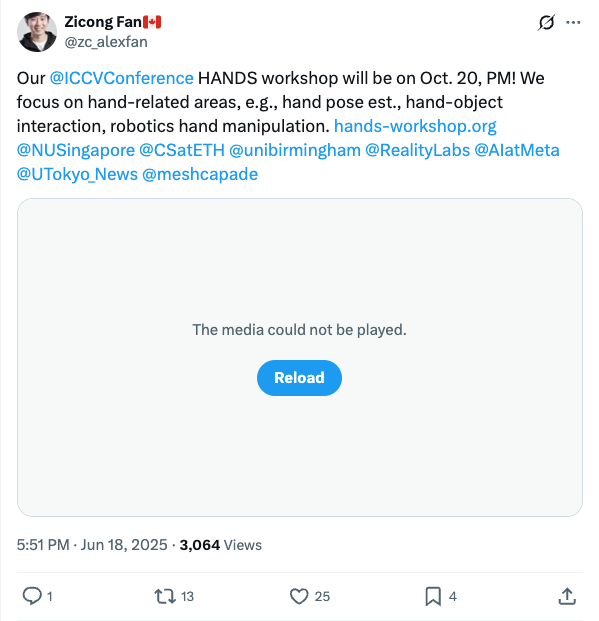 Zicong Fan🇨🇦
@zc_alexfan
Our @ICCVConference HANDS workshop will be on Oct. 20, PM! We
focus on hand-related areas, e.g., hand pose est., hand-object
interaction, robotics hand manipulation. hands-workshop.org
@NUSingapore @CSatETH @unibirmingham @RealityLabs @AIatMeta
@UTokyo_News @meshcapade
The media could not be played.
Reload
5:51 PM · Jun 18, 2025 · 3,064 Views
1 13 25 4